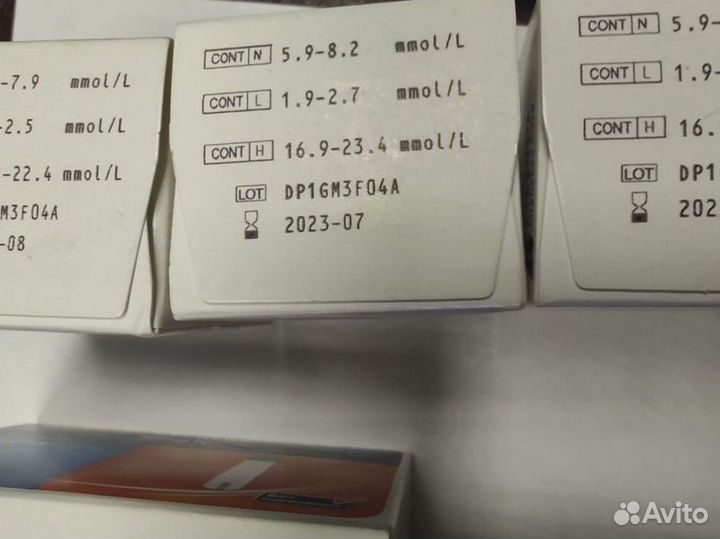 -7.9 mmol/L
-2.5 mmol/L
-22.4 mmol/L
M3F04A
-08
CONT N 5.9-8.2 mmol/L
CONT L 1.9-2.7 mmol/L
CONT H 16.9-23.4 mmol/L
LOT DP1GM3F04A
2023-07
CONT N 5.9-
CONT L 1.9-
CONT H 16.
LOT DP1
202
Avito